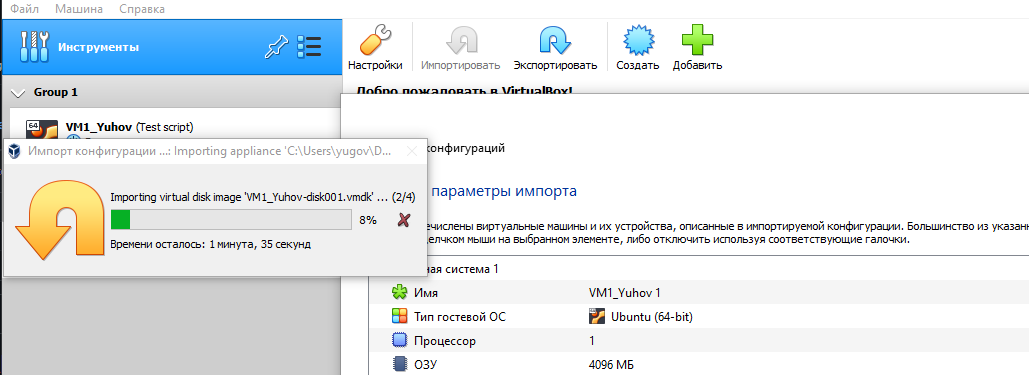 Файл Машина Справка
Инструменты
Настройки Импортировать Экспортировать Создать Добавить
Group 1
Добро пожаловать в VirtualBox!
64
VM1_Yuhov (Test script)
Импорт конфигурации ...: Importing appliance 'C:\Users\yugov\D...
Importing virtual disk image 'VM1_Yuhov-disk001.vmdk' ... (2/4)
8%
Времени осталось: 1 минута, 35 секунд
конфигураций
параметры импорта
ечислены виртуальные машины и их устройства, описанные в импортируемой конфигурации. Большинство из указан
елчком мыши на выбранном элементе, либо отключить используя соответствующие галочки.
ная система 1
Имя VM1_Yuhov 1
Тип гостевой ОС 64 Ubuntu (64-bit)
Процессор 1
ОЗУ 4096 МБ